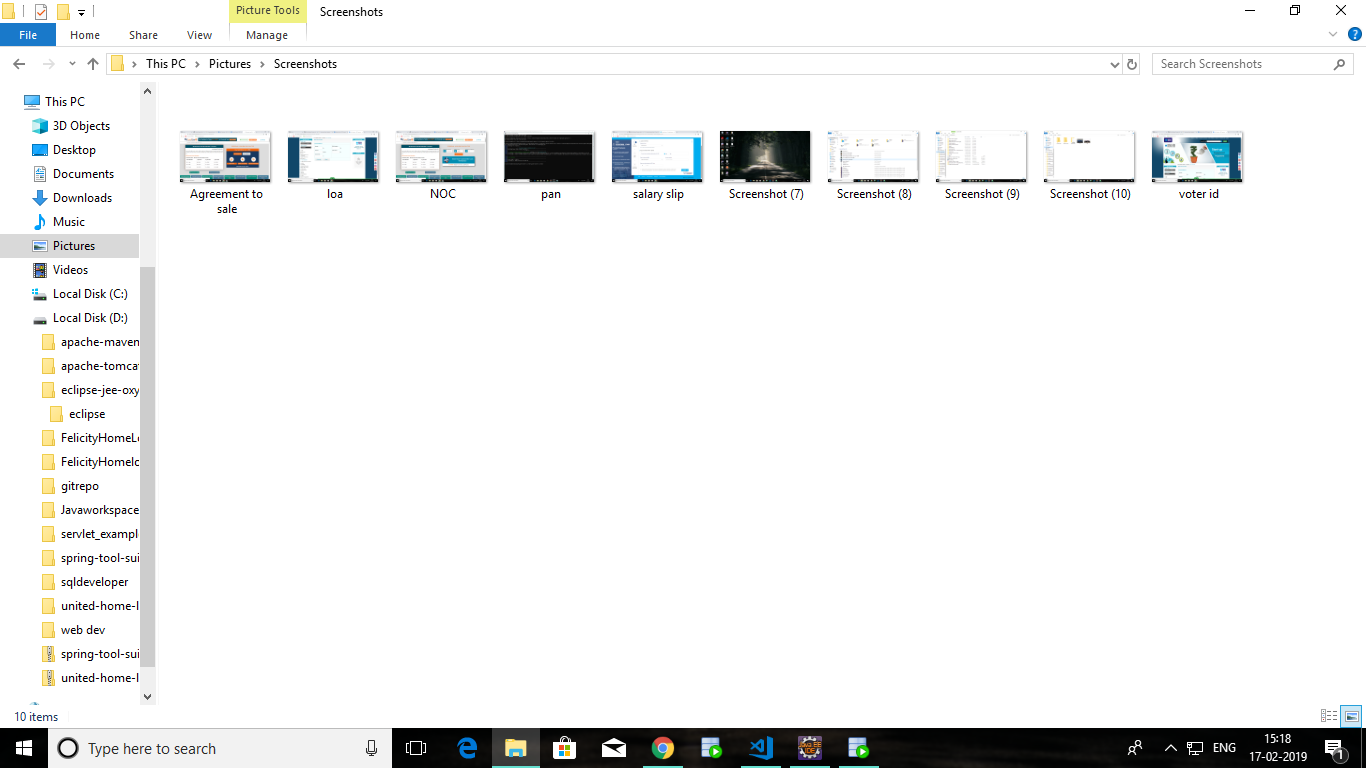 Picture Tools
Screenshots
File
Home
Share
View
Manage
This PC
Pictures
Screenshots
Search Screenshots
This PC
3D Objects
Desktop
Documents
Downloads
Music
Pictures
Videos
Local Disk (C:)
Local Disk (D:)
apache-maven
apache-tomca
eclipse-jee-oxy
eclipse
FelicityHomeL
FelicityHomelc
gitrepo
Javaworkspace
servlet_exampl
spring-tool-sui
sqldeveloper
united-home-l
web dev
spring-tool-sui
united-home-l
Agreement to
sale
loa
NOC
pan
salary slip
Screenshot (7)
Screenshot (8)
Screenshot (9)
Screenshot (10)
voter id
10 items
Type here to search
ENG
15:18
17-02-2019
1